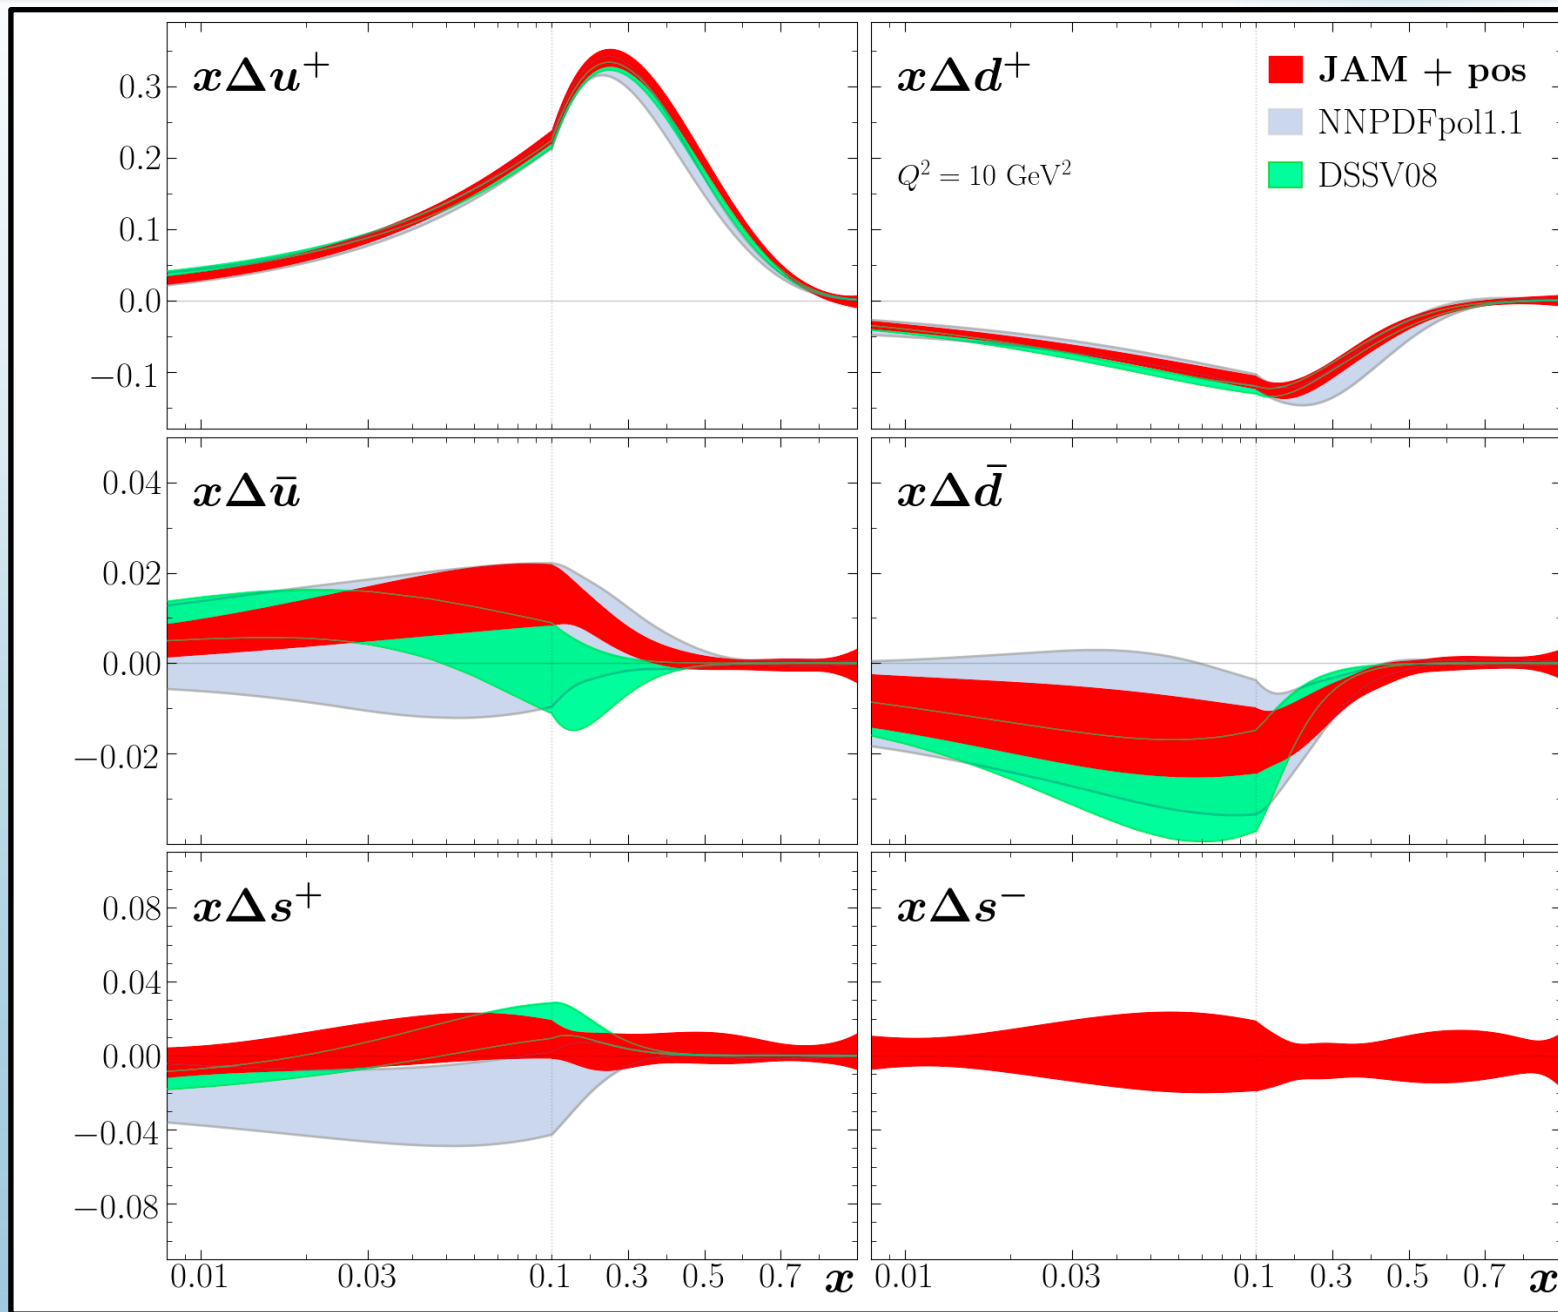 xΔu⁺
0.3
0.2
0.1
0.0
−0.1
xΔd⁺
JAM + pos
NNPDFpol1.1
Q² = 10 GeV²
DSSV08
xΔū
0.04
0.02
0.00
−0.02
xΔd̄
xΔs⁺
0.08
0.04
0.00
−0.04
−0.08
xΔs⁻
0.01 0.03 0.1 0.3 0.5 0.7 x
0.01 0.03 0.1 0.3 0.5 0.7 x